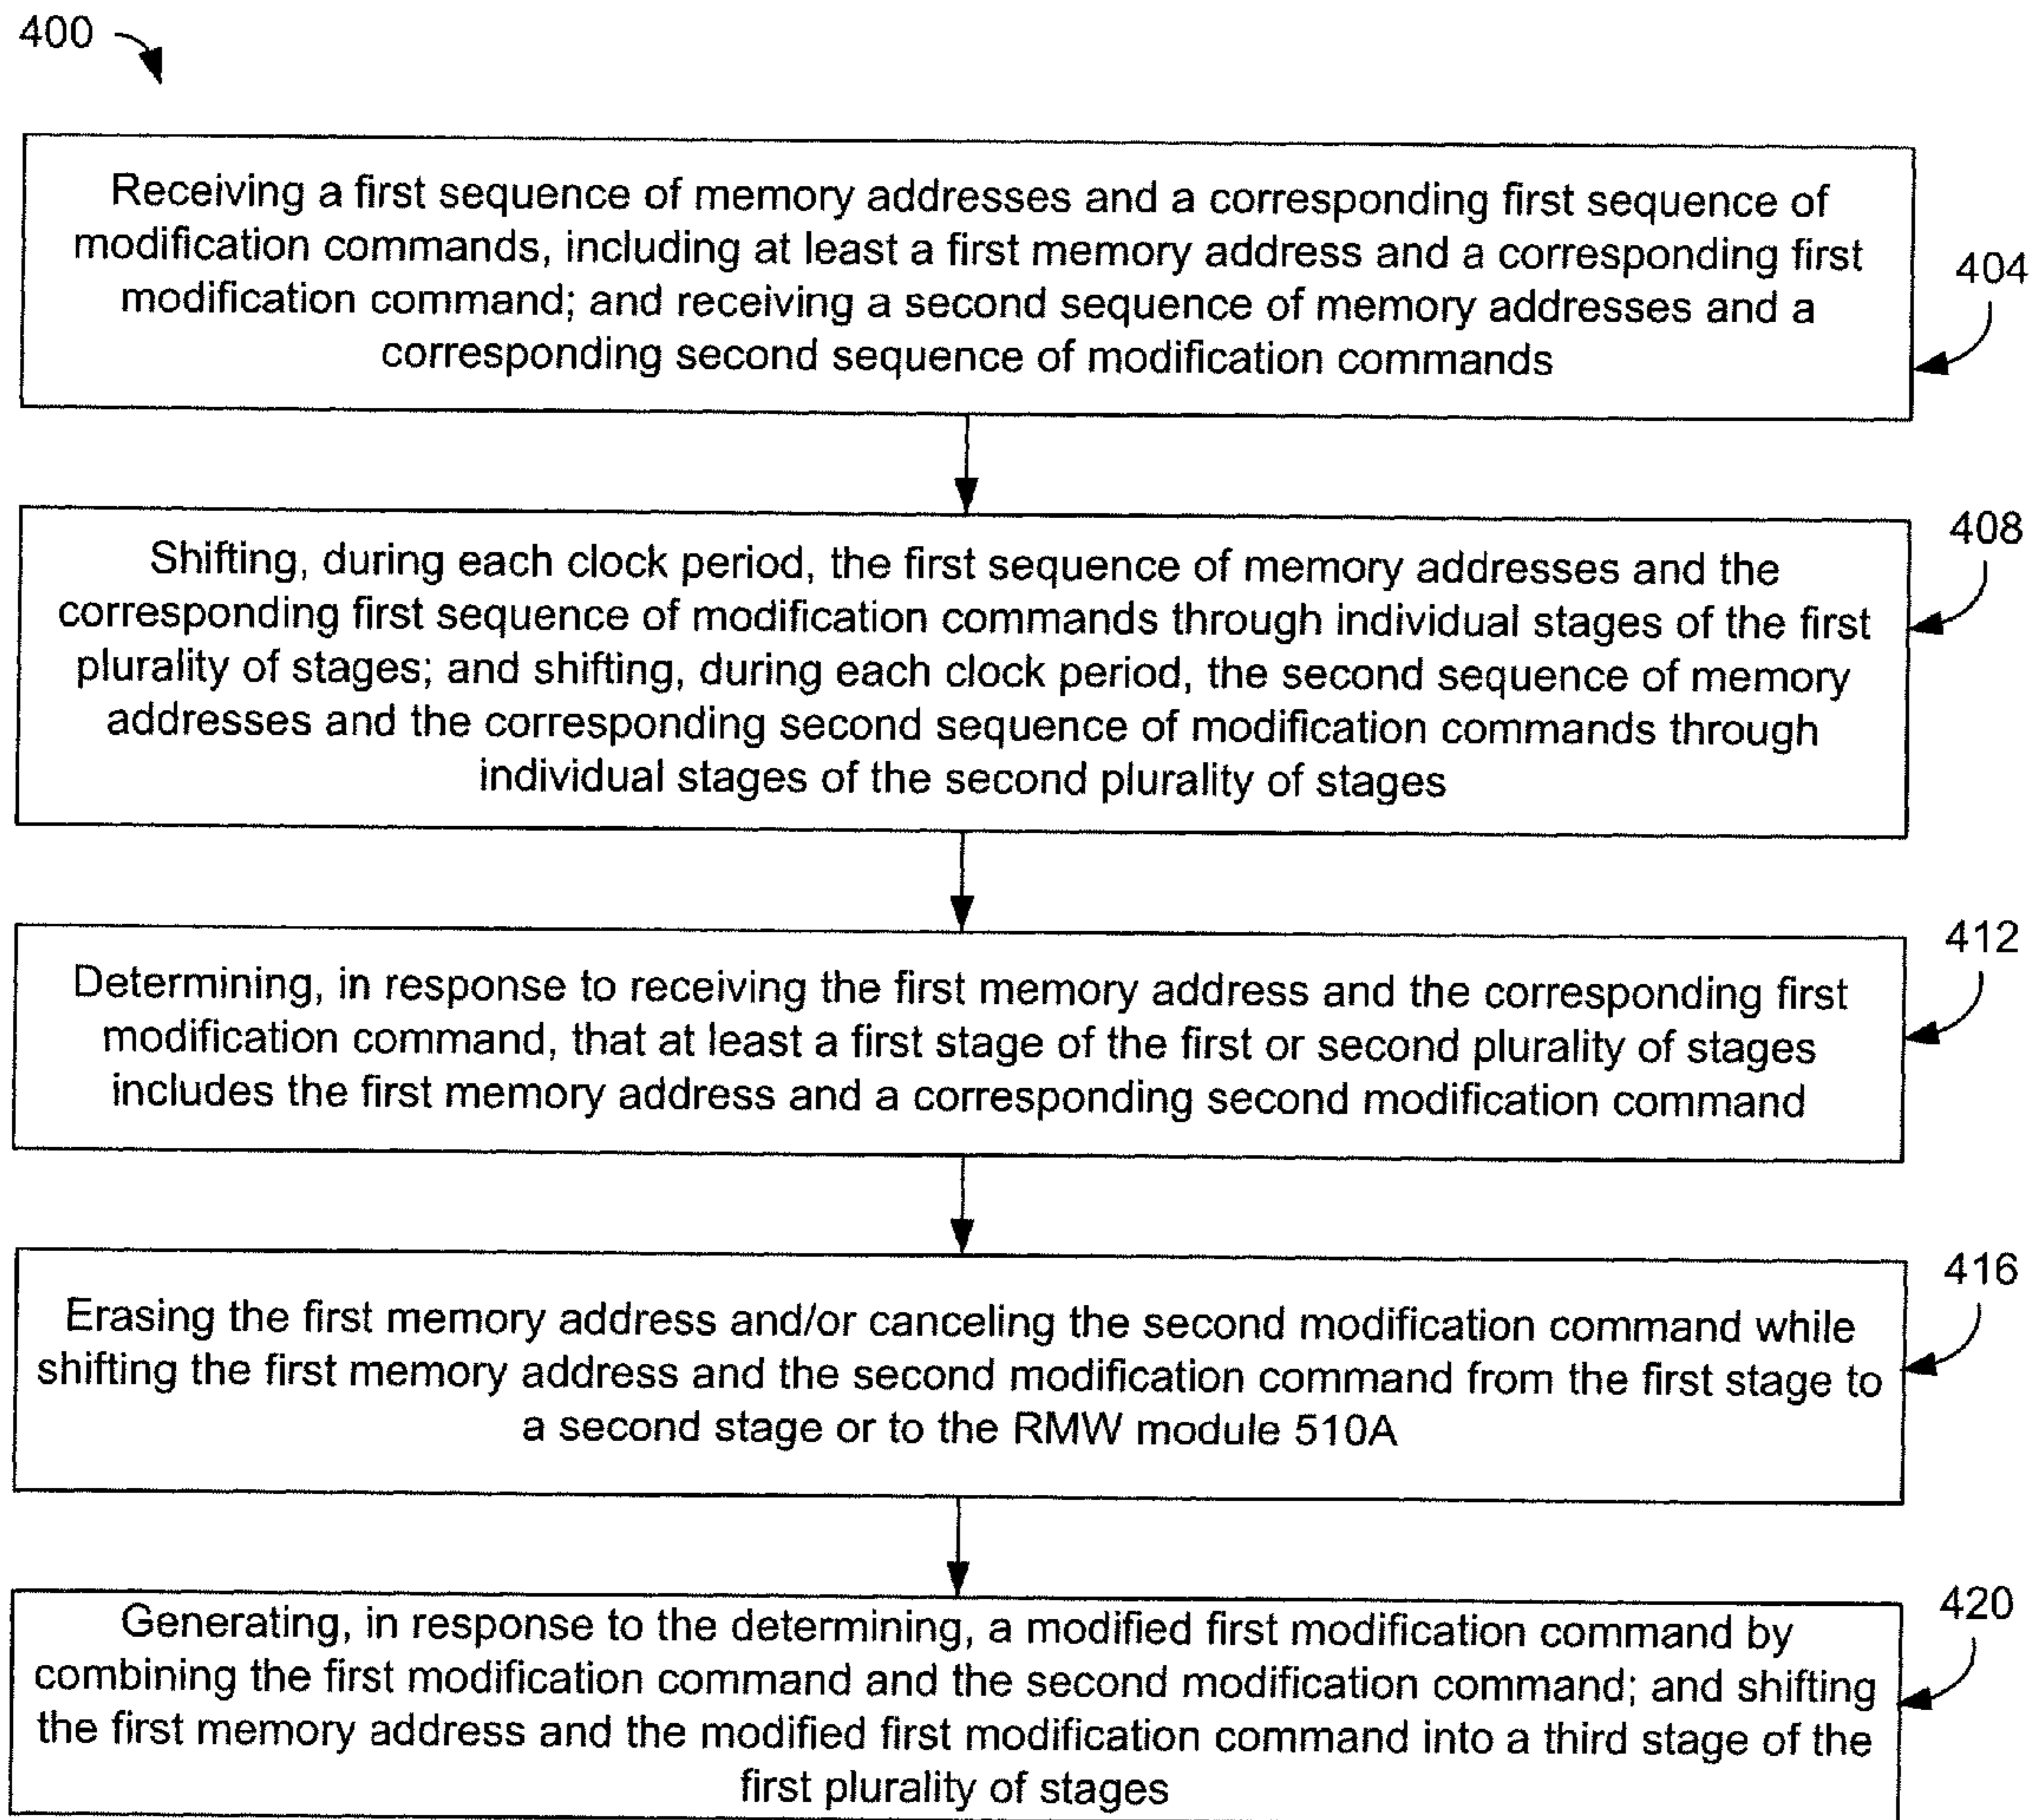 400
Receiving a first sequence of memory addresses and a corresponding first sequence of
modification commands, including at least a first memory address and a corresponding first
modification command; and receiving a second sequence of memory addresses and a
corresponding second sequence of modification commands
404
Shifting, during each clock period, the first sequence of memory addresses and the
corresponding first sequence of modification commands through individual stages of the first
plurality of stages; and shifting, during each clock period, the second sequence of memory
addresses and the corresponding second sequence of modification commands through
individual stages of the second plurality of stages
408
Determining, in response to receiving the first memory address and the corresponding first
modification command, that at least a first stage of the first or second plurality of stages
includes the first memory address and a corresponding second modification command
412
Erasing the first memory address and/or canceling the second modification command while
shifting the first memory address and the second modification command from the first stage to
a second stage or to the RMW module 510A
416
Generating, in response to the determining, a modified first modification command by
combining the first modification command and the second modification command; and shifting
the first memory address and the modified first modification command into a third stage of the
first plurality of stages
420